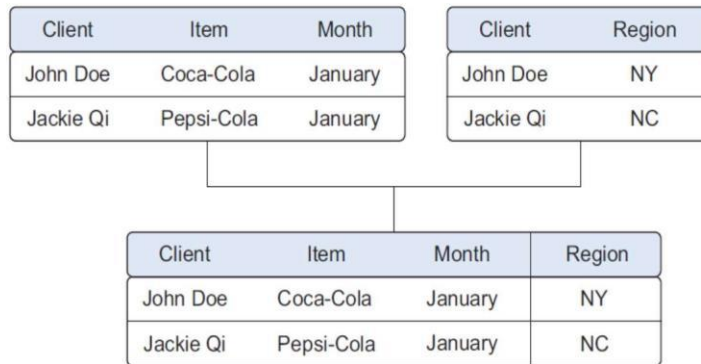 Client Item Month
John Doe Coca-Cola January
Jackie Qi Pepsi-Cola January
Client Region
John Doe NY
Jackie Qi NC
Client Item Month Region
John Doe Coca-Cola January NY
Jackie Qi Pepsi-Cola January NC